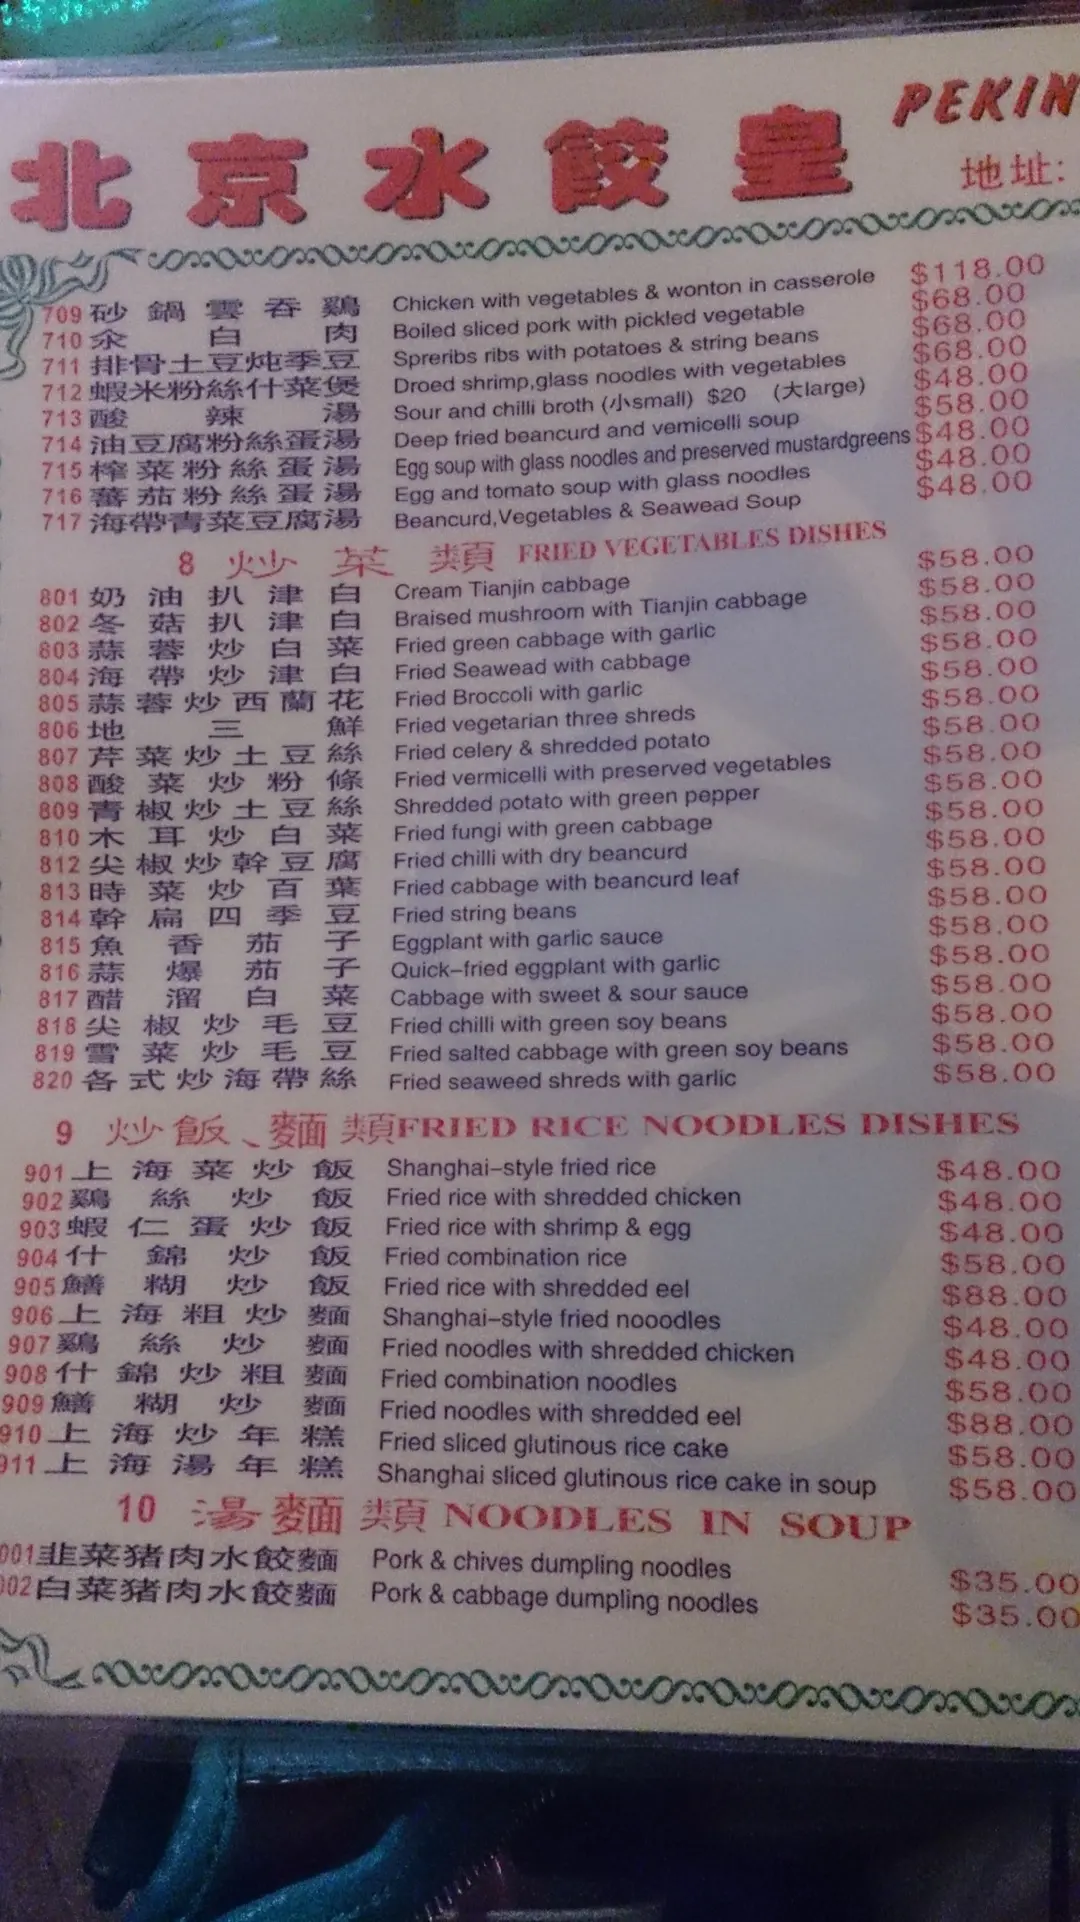 PEKIN
北京水餃皇
地址:
709 砂鍋雲吞鷄 Chicken with vegetables & wonton in casserole $118.00
710 汆白肉 Boiled sliced pork with pickled vegetable $68.00
711 排骨土豆炖季豆 Spreribs ribs with potatoes & string beans $68.00
712 蝦米粉絲什菜煲 Droed shrimp,glass noodles with vegetables $68.00
713 酸辣湯 Sour and chilli broth (小small) $20 (大large) $48.00
714 油豆腐粉絲蛋湯 Deep fried beancurd and vemicelli soup $58.00
715 榨菜粉絲蛋湯 Egg soup with glass noodles and preserved mustardgreens $48.00
716 蕃茄粉絲蛋湯 Egg and tomato soup with glass noodles $48.00
717 海帶青菜豆腐湯 Beancurd,Vegetables & Seawead Soup $48.00
8 炒菜類 FRIED VEGETABLES DISHES
801 奶油扒津白 Cream Tianjin cabbage $58.00
802 冬菇扒津白 Braised mushroom with Tianjin cabbage $58.00
803 蒜蓉炒白菜 Fried green cabbage with garlic $58.00
804 海帶炒津白 Fried Seawead with cabbage $58.00
805 蒜蓉炒西蘭花 Fried Broccoli with garlic $58.00
806 地三鮮 Fried vegetarian three shreds $58.00
807 芹菜炒土豆絲 Fried celery & shredded potato $58.00
808 酸菜炒粉條 Fried vermicelli with preserved vegetables $58.00
809 青椒炒土豆絲 Shredded potato with green pepper $58.00
810 木耳炒白菜 Fried fungi with green cabbage $58.00
812 尖椒炒幹豆腐 Fried chilli with dry beancurd $58.00
813 時菜炒百葉 Fried cabbage with beancurd leaf $58.00
814 幹扁四季豆 Fried string beans $58.00
815 魚香茄子 Eggplant with garlic sauce $58.00
816 蒜爆茄子 Quick-fried eggplant with garlic $58.00
817 醋溜白菜 Cabbage with sweet & sour sauce $58.00
818 尖椒炒毛豆 Fried chilli with green soy beans $58.00
819 雪菜炒毛豆 Fried salted cabbage with green soy beans $58.00
820 各式炒海帶絲 Fried seaweed shreds with garlic $58.00
9 炒飯、麵類 FRIED RICE NOODLES DISHES
901 上海菜炒飯 Shanghai-style fried rice $48.00
902 鷄絲炒飯 Fried rice with shredded chicken $48.00
903 蝦仁蛋炒飯 Fried rice with shrimp & egg $48.00
904 什錦炒飯 Fried combination rice $58.00
905 鱔糊炒飯 Fried rice with shredded eel $88.00
906 上海粗炒麵 Shanghai-style fried nooodles $48.00
907 鷄絲炒麵 Fried noodles with shredded chicken $48.00
908 什錦炒粗麵 Fried combination noodles $58.00
909 鱔糊炒麵 Fried noodles with shredded eel $88.00
910 上海炒年糕 Fried sliced glutinous rice cake $58.00
911 上海湯年糕 Shanghai sliced glutinous rice cake in soup $58.00
10 湯麵類 NOODLES IN SOUP
001 韭菜猪肉水餃麵 Pork & chives dumpling noodles $35.00
002 白菜猪肉水餃麵 Pork & cabbage dumpling noodles $35.00